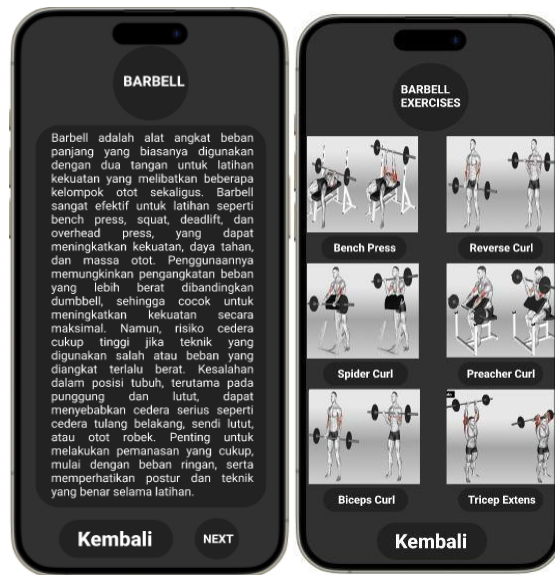 BARBELL
Barbell adalah alat angkat beban
panjang yang biasanya digunakan
dengan dua tangan untuk latihan
kekuatan yang melibatkan beberapa
kelompok otot sekaligus. Barbell
sangat efektif untuk latihan seperti
bench press, squat, deadlift, dan
overhead press, yang dapat
meningkatkan kekuatan, daya tahan,
dan massa otot. Penggunaannya
memungkinkan pengangkatan beban
yang lebih berat dibandingkan
dumbbell, sehingga cocok untuk
meningkatkan kekuatan secara
maksimal. Namun, risiko cedera
cukup tinggi jika teknik yang
digunakan salah atau beban yang
diangkat terlalu berat. Kesalahan
dalam posisi tubuh, terutama pada
punggung dan lutut, dapat
menyebabkan cedera serius seperti
cedera tulang belakang, sendi lutut,
atau otot robek. Penting untuk
melakukan pemanasan yang cukup,
mulai dengan beban ringan, serta
memperhatikan postur dan teknik
yang benar selama latihan.
Kembali
NEXT
BARBELL
EXERCISES
Bench Press
Reverse Curl
Spider Curl
Preacher Curl
Biceps Curl
Tricep Extens
Kembali